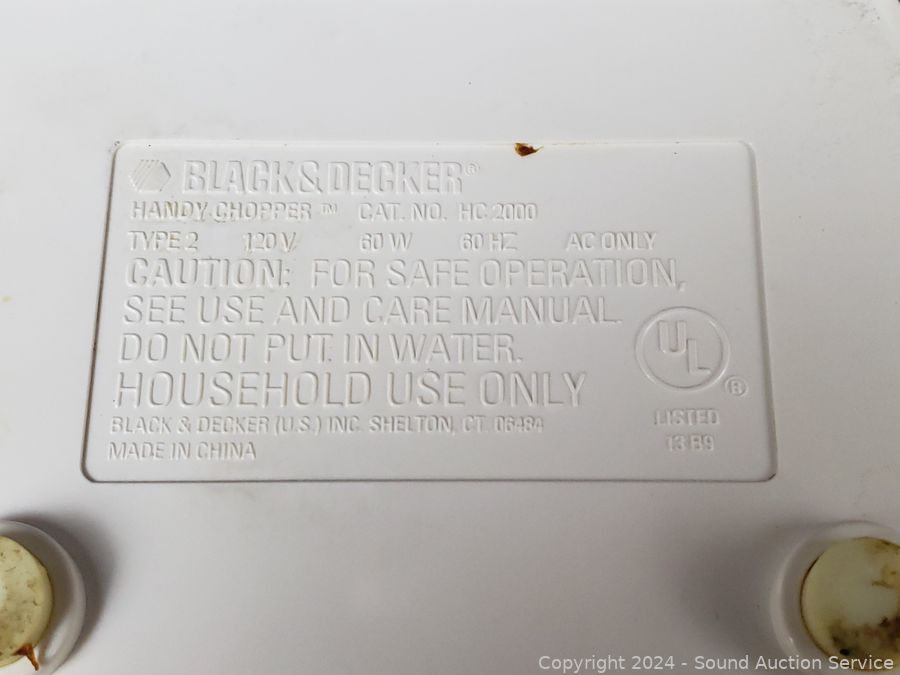 BLACK & DECKER®
HANDY CHOPPER™ CAT. NO. HC 2000
TYPE 2 120 V 60 W 60 HZ AC ONLY
CAUTION: FOR SAFE OPERATION,
SEE USE AND CARE MANUAL.
DO NOT PUT IN WATER.
HOUSEHOLD USE ONLY
BLACK & DECKER (U.S.) INC. SHELTON, CT. 06484
MADE IN CHINA
UL®
LISTED
13 B9
Copyright © 2024 - Sound Auction Service